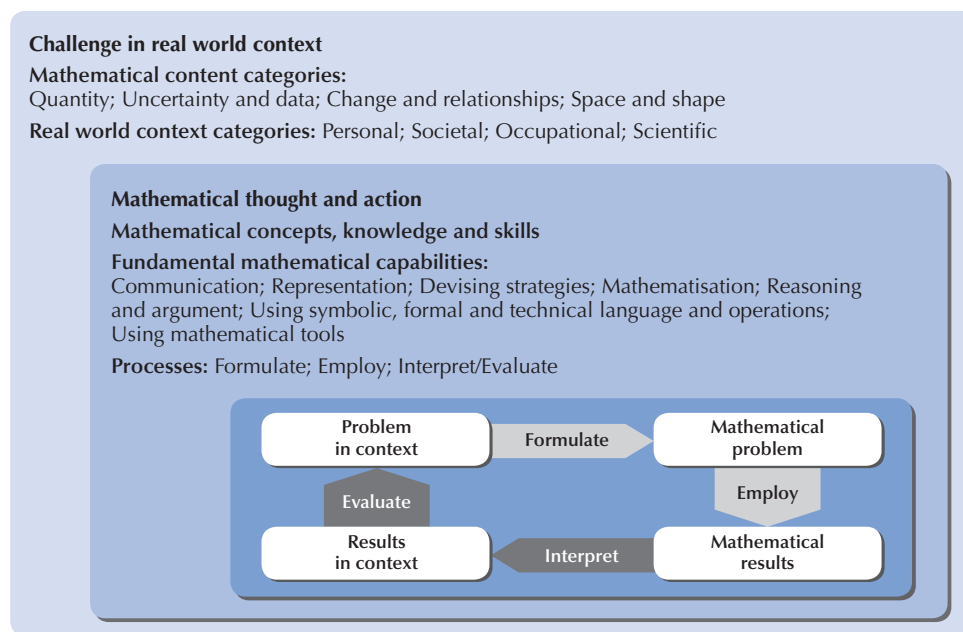 Challenge in real world context
Mathematical content categories:
Quantity; Uncertainty and data; Change and relationships; Space and shape
Real world context categories: Personal; Societal; Occupational; Scientific
Mathematical thought and action
Mathematical concepts, knowledge and skills
Fundamental mathematical capabilities:
Communication; Representation; Devising strategies; Mathematisation; Reasoning
and argument; Using symbolic, formal and technical language and operations;
Using mathematical tools
Processes: Formulate; Employ; Interpret/Evaluate
Problem
in context
Formulate
Mathematical
problem
Evaluate
Employ
Results
in context
Interpret
Mathematical
results